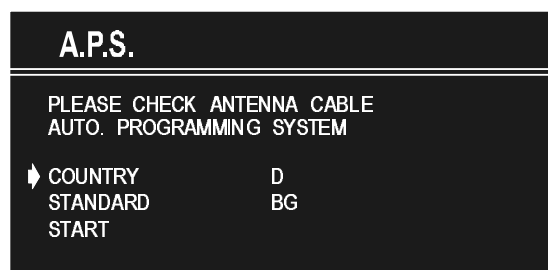 A.P.S.
PLEASE CHECK ANTENNA CABLE
AUTO. PROGRAMMING SYSTEM
COUNTRY D
STANDARD BG
START